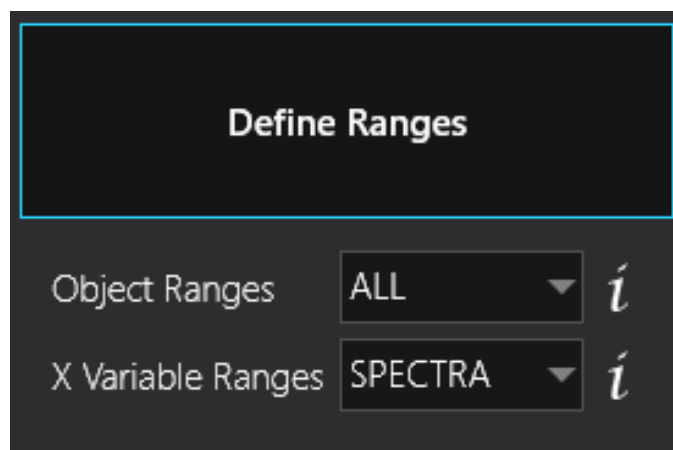 Define Ranges
Object Ranges ALL i
X Variable Ranges SPECTRA i